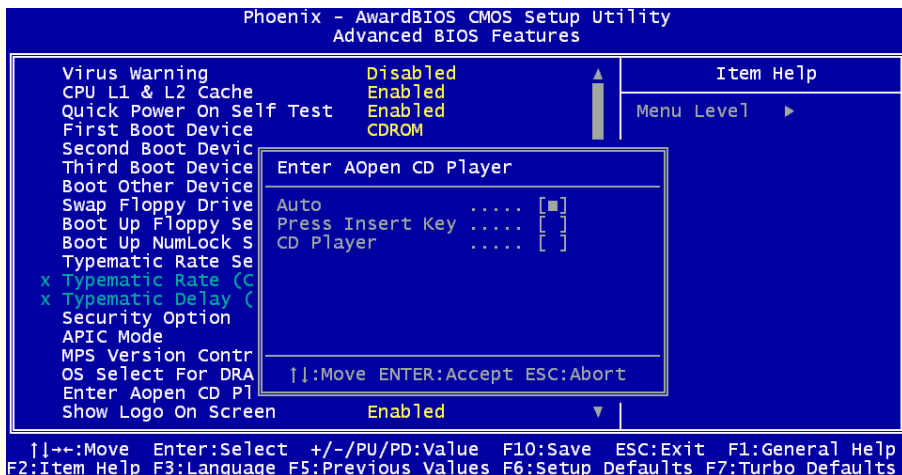 Phoenix - AwardBIOS CMOS Setup Utility
Advanced BIOS Features
Virus Warning Disabled
CPU L1 & L2 Cache Enabled
Quick Power On Self Test Enabled
First Boot Device CDROM
Second Boot Devic
Third Boot Device
Boot Other Device
Swap Floppy Drive
Boot Up Floppy Se
Boot Up NumLock S
Typematic Rate Se
x Typematic Rate (C
x Typematic Delay (
Security Option
APIC Mode
MPS Version Contr
OS Select For DRA
Enter Aopen CD Pl
Show Logo On Screen Enabled
Enter AOpen CD Player
Auto ..... [■]
Press Insert Key ..... [ ]
CD Player ..... [ ]
↑↓:Move ENTER:Accept ESC:Abort
Item Help
Menu Level ▶
↑↓→←:Move Enter:Select +/-/PU/PD:Value F10:Save ESC:Exit F1:General Help
F2:Item Help F3:Language F5:Previous Values F6:Setup Defaults F7:Turbo Defaults